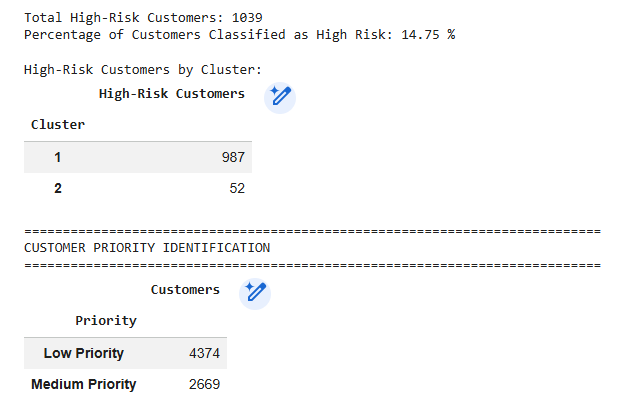 Total High-Risk Customers: 1039
Percentage of Customers Classified as High Risk: 14.75 %
High-Risk Customers by Cluster:
High-Risk Customers
Cluster
1 987
2 52
================================================================================
CUSTOMER PRIORITY IDENTIFICATION
================================================================================
Customers
Priority
Low Priority 4374
Medium Priority 2669